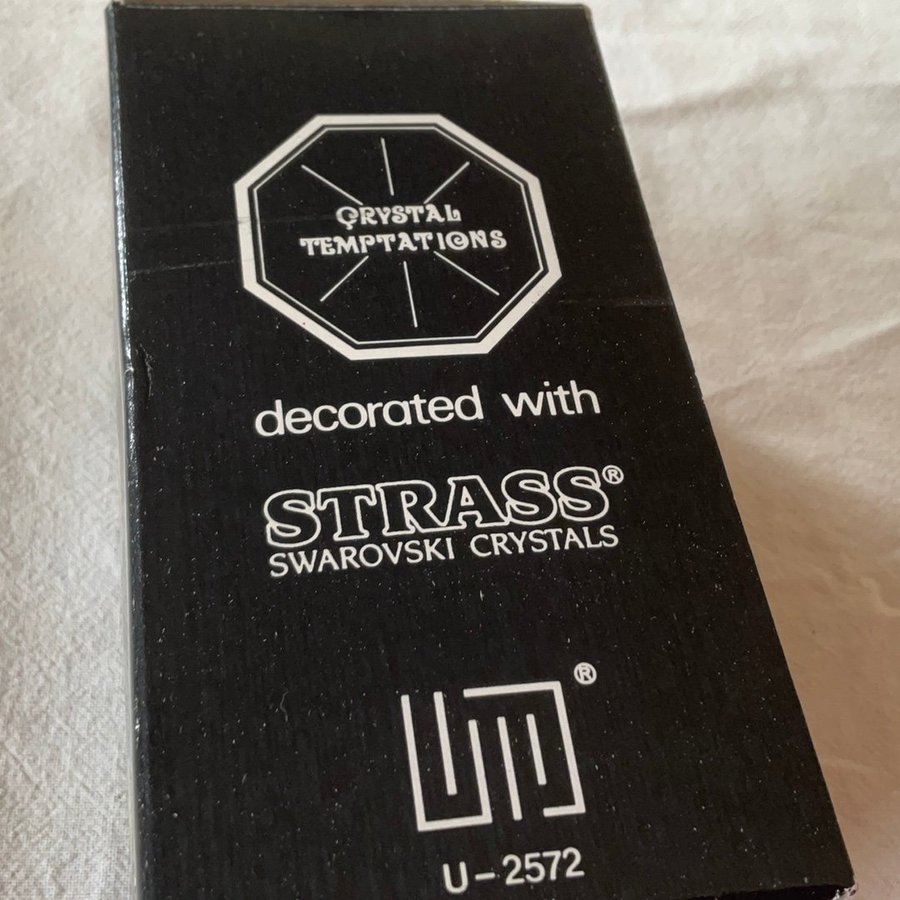 CRYSTAL
TEMPTATIONS
decorated with
STRASS®
SWAROVSKI CRYSTALS
®
U-2572